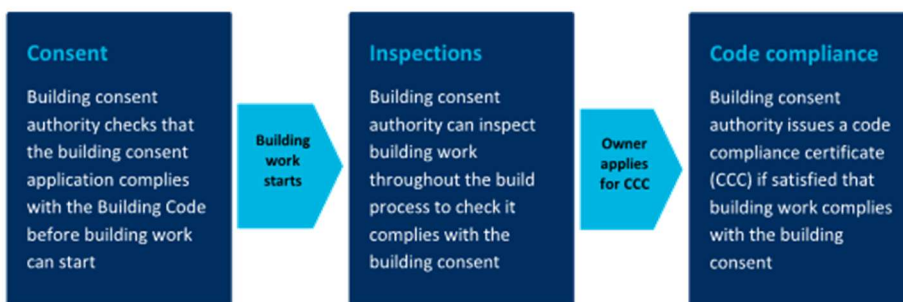 Consent
Building consent
authority checks that
the building consent
application complies
with the Building Code
before building work
can start
Building
work
starts
Inspections
Building consent
authority can inspect
building work
throughout the build
process to check it
complies with the
building consent
Owner
applies
for CCC
Code compliance
Building consent
authority issues a code
compliance certificate
(CCC) if satisfied that
building work complies
with the building
consent